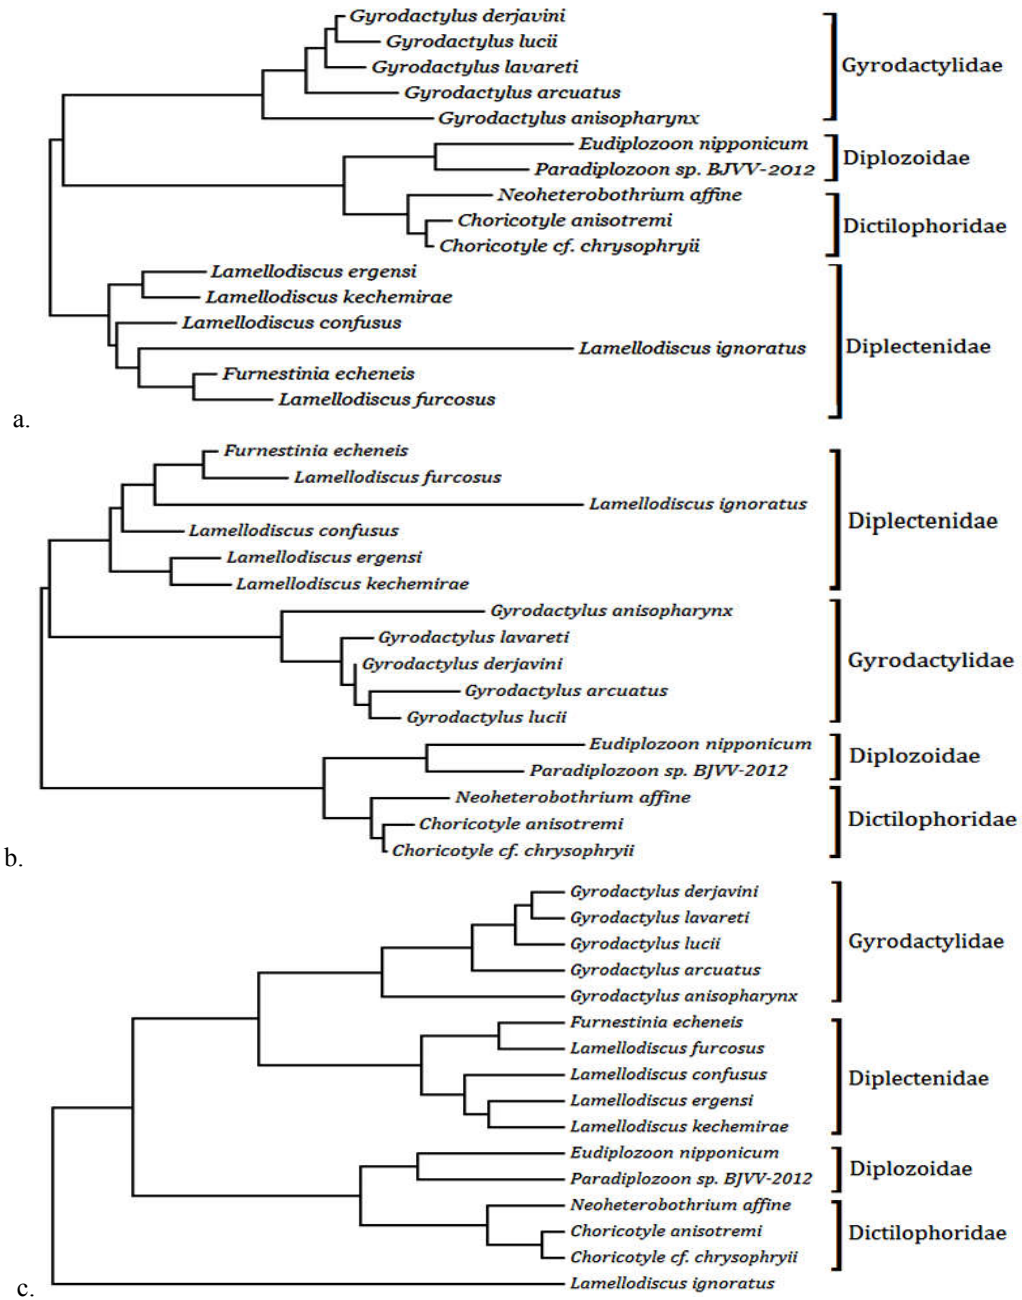 Gyrodactylus derjavini
Gyrodactylus lucii
Gyrodactylus lavareti
Gyrodactylidae
Gyrodactylus arcuatus
Gyrodactylus anisopharynx
Eudiplozoon nipponicum
Diplozoidae
Paradiplozoon sp. BJVV-2012
Neoheterobothrium affine
Choricotyle anisotremi
Dictilophoridae
Choricotyle cf. chrysophryii
Lamellodiscus ergensi
Lamellodiscus kechemirae
Lamellodiscus confusus
Lamellodiscus ignoratus
Diplectenidae
Furnestinia echeneis
Lamellodiscus furcosus
a.
Furnestinia echeneis
Lamellodiscus furcosus
Lamellodiscus ignoratus
Diplectenidae
Lamellodiscus confusus
Lamellodiscus ergensi
Lamellodiscus kechemirae
Gyrodactylus anisopharynx
Gyrodactylus lavareti
Gyrodactylus derjavini
Gyrodactylidae
Gyrodactylus arcuatus
Gyrodactylus lucii
Eudiplozoon nipponicum
Diplozoidae
Paradiplozoon sp. BJVV-2012
Neoheterobothrium affine
Choricotyle anisotremi
Dictilophoridae
Choricotyle cf. chrysophryii
b.
Gyrodactylus derjavini
Gyrodactylus lavareti
Gyrodactylus lucii
Gyrodactylidae
Gyrodactylus arcuatus
Gyrodactylus anisopharynx
Furnestinia echeneis
Lamellodiscus furcosus
Lamellodiscus confusus
Diplectenidae
Lamellodiscus ergensi
Lamellodiscus kechemirae
Eudiplozoon nipponicum
Diplozoidae
Paradiplozoon sp. BJVV-2012
Neoheterobothrium affine
Choricotyle anisotremi
Dictilophoridae
Choricotyle cf. chrysophryii
Lamellodiscus ignoratus
c.